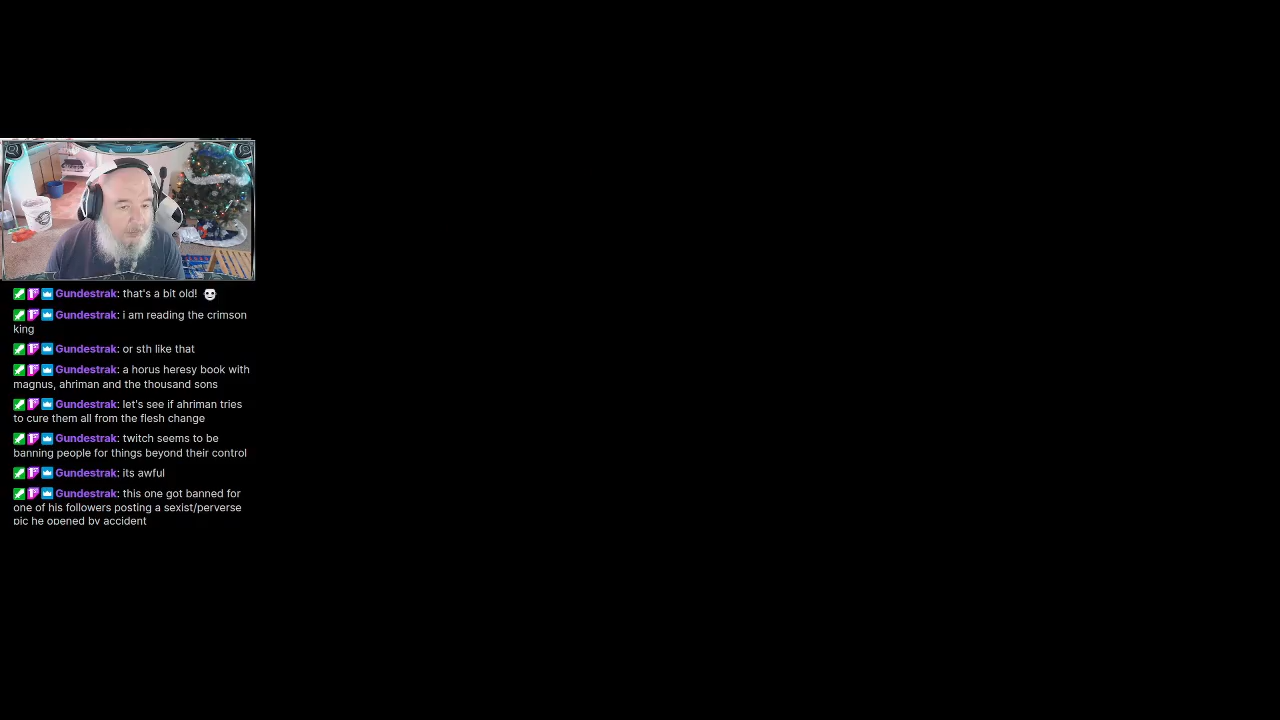 Gundestrak: that's a bit old!
Gundestrak: i am reading the crimson
king
Gundestrak: or sth like that
Gundestrak: a horus heresy book with
magnus, ahriman and the thousand sons
Gundestrak: let's see if ahriman tries
to cure them all from the flesh change
Gundestrak: twitch seems to be
banning people for things beyond their control
Gundestrak: its awful
Gundestrak: this one got banned for
one of his followers posting a sexist/perverse
pic he opened by accident